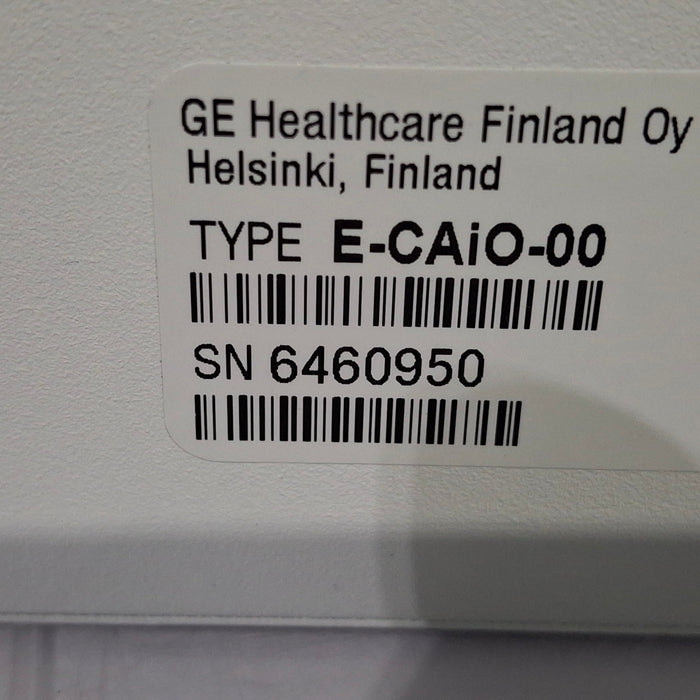 GE Healthcare Finland Oy
Helsinki, Finland
TYPE E-CAiO-00
SN 6460950